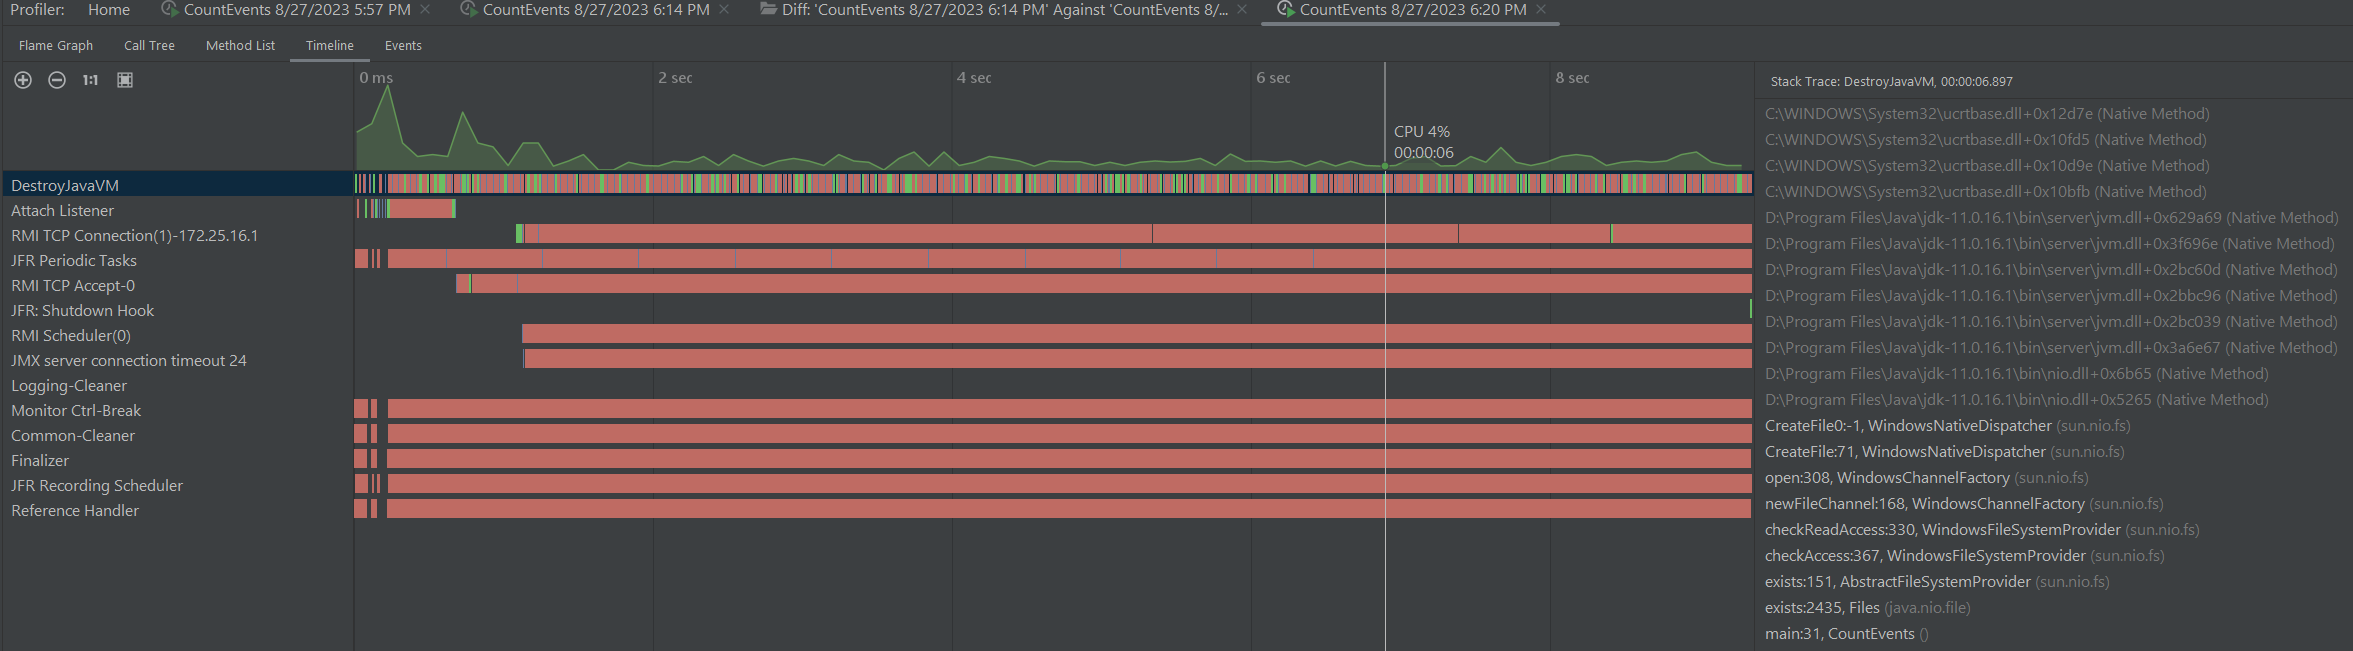 Profiler: Home CountEvents 8/27/2023 5:57 PM CountEvents 8/27/2023 6:14 PM Diff: 'CountEvents 8/27/2023 6:14 PM' Against 'CountEvents 8/... CountEvents 8/27/2023 6:20 PM
Flame Graph Call Tree Method List Timeline Events
1:1
0 ms 2 sec 4 sec 6 sec 8 sec
CPU 4%
00:00:06
DestroyJavaVM
Attach Listener
RMI TCP Connection(1)-172.25.16.1
JFR Periodic Tasks
RMI TCP Accept-0
JFR: Shutdown Hook
RMI Scheduler(0)
JMX server connection timeout 24
Logging-Cleaner
Monitor Ctrl-Break
Common-Cleaner
Finalizer
JFR Recording Scheduler
Reference Handler
Stack Trace: DestroyJavaVM, 00:00:06.897
C:\WINDOWS\System32\ucrtbase.dll+0x12d7e (Native Method)
C:\WINDOWS\System32\ucrtbase.dll+0x10fd5 (Native Method)
C:\WINDOWS\System32\ucrtbase.dll+0x10d9e (Native Method)
C:\WINDOWS\System32\ucrtbase.dll+0x10bfb (Native Method)
D:\Program Files\Java\jdk-11.0.16.1\bin\server\jvm.dll+0x629a69 (Native Method)
D:\Program Files\Java\jdk-11.0.16.1\bin\server\jvm.dll+0x3f696e (Native Method)
D:\Program Files\Java\jdk-11.0.16.1\bin\server\jvm.dll+0x2bc60d (Native Method)
D:\Program Files\Java\jdk-11.0.16.1\bin\server\jvm.dll+0x2bbc96 (Native Method)
D:\Program Files\Java\jdk-11.0.16.1\bin\server\jvm.dll+0x2bc039 (Native Method)
D:\Program Files\Java\jdk-11.0.16.1\bin\server\jvm.dll+0x3a6e67 (Native Method)
D:\Program Files\Java\jdk-11.0.16.1\bin\nio.dll+0x6b65 (Native Method)
D:\Program Files\Java\jdk-11.0.16.1\bin\nio.dll+0x5265 (Native Method)
CreateFile0:-1, WindowsNativeDispatcher (sun.nio.fs)
CreateFile:71, WindowsNativeDispatcher (sun.nio.fs)
open:308, WindowsChannelFactory (sun.nio.fs)
newFileChannel:168, WindowsChannelFactory (sun.nio.fs)
checkReadAccess:330, WindowsFileSystemProvider (sun.nio.fs)
checkAccess:367, WindowsFileSystemProvider (sun.nio.fs)
exists:151, AbstractFileSystemProvider (sun.nio.fs)
exists:2435, Files (java.nio.file)
main:31, CountEvents ()